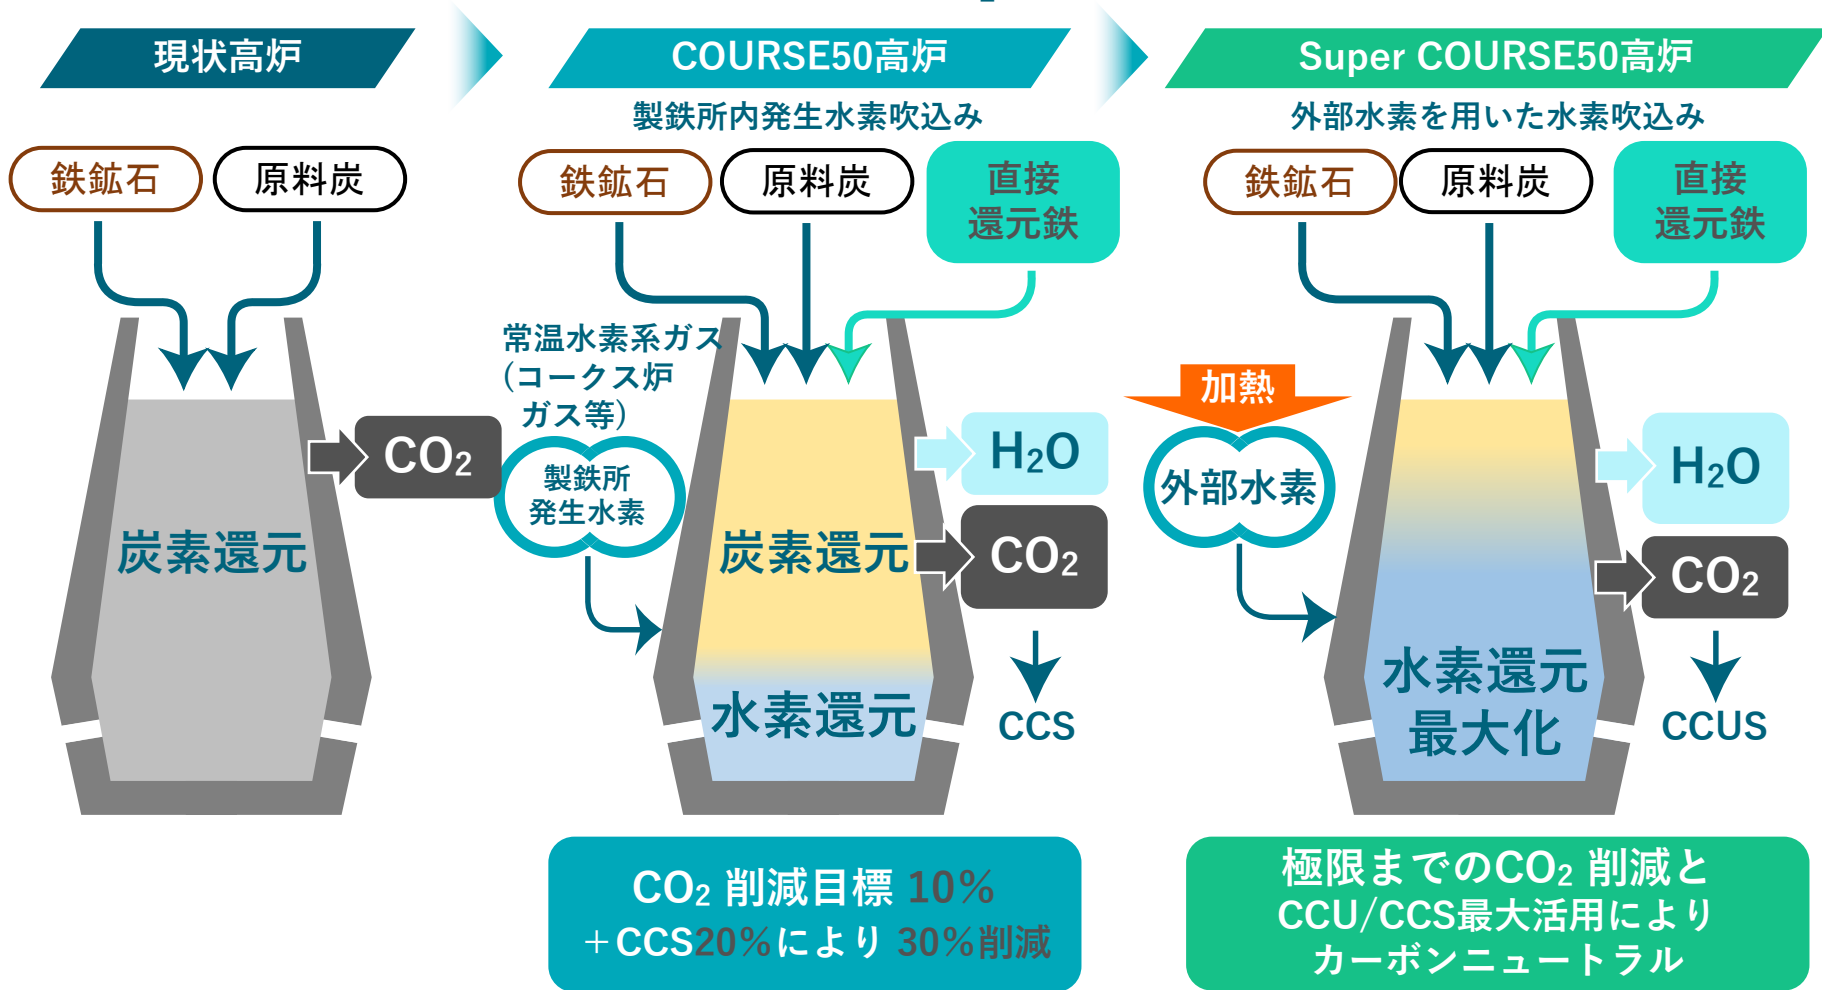 現状高炉
鉄鉱石
原料炭
炭素還元
CO₂
COURSE50高炉
製鉄所内発生水素吹込み
鉄鉱石
原料炭
直接
還元鉄
常温水素系ガス
(コークス炉
ガス等)
製鉄所
発生水素
炭素還元
水素還元
H₂O
CO₂
CCS
CO₂ 削減目標 10%
＋CCS20%により 30%削減
Super COURSE50高炉
外部水素を用いた水素吹込み
鉄鉱石
原料炭
直接
還元鉄
加熱
外部水素
水素還元
最大化
H₂O
CO₂
CCUS
極限までのCO₂ 削減と
CCU/CCS最大活用により
カーボンニュートラル